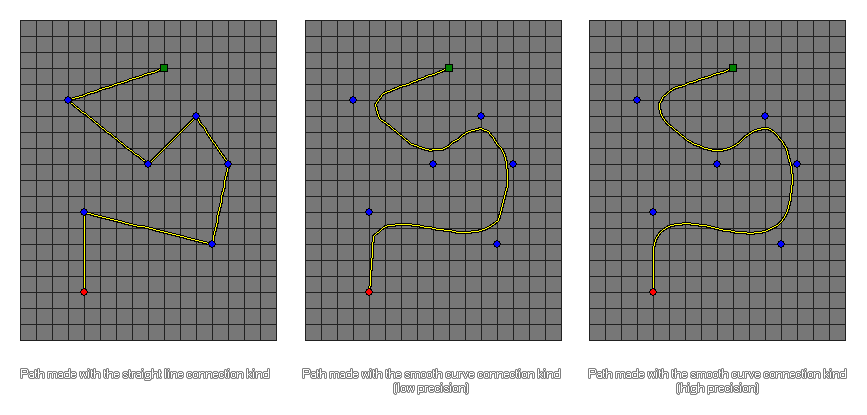 Path made with the straight line connection kind
Path made with the smooth curve connection kind
(low precision)
Path made with the smooth curve connection kind
(high precision)